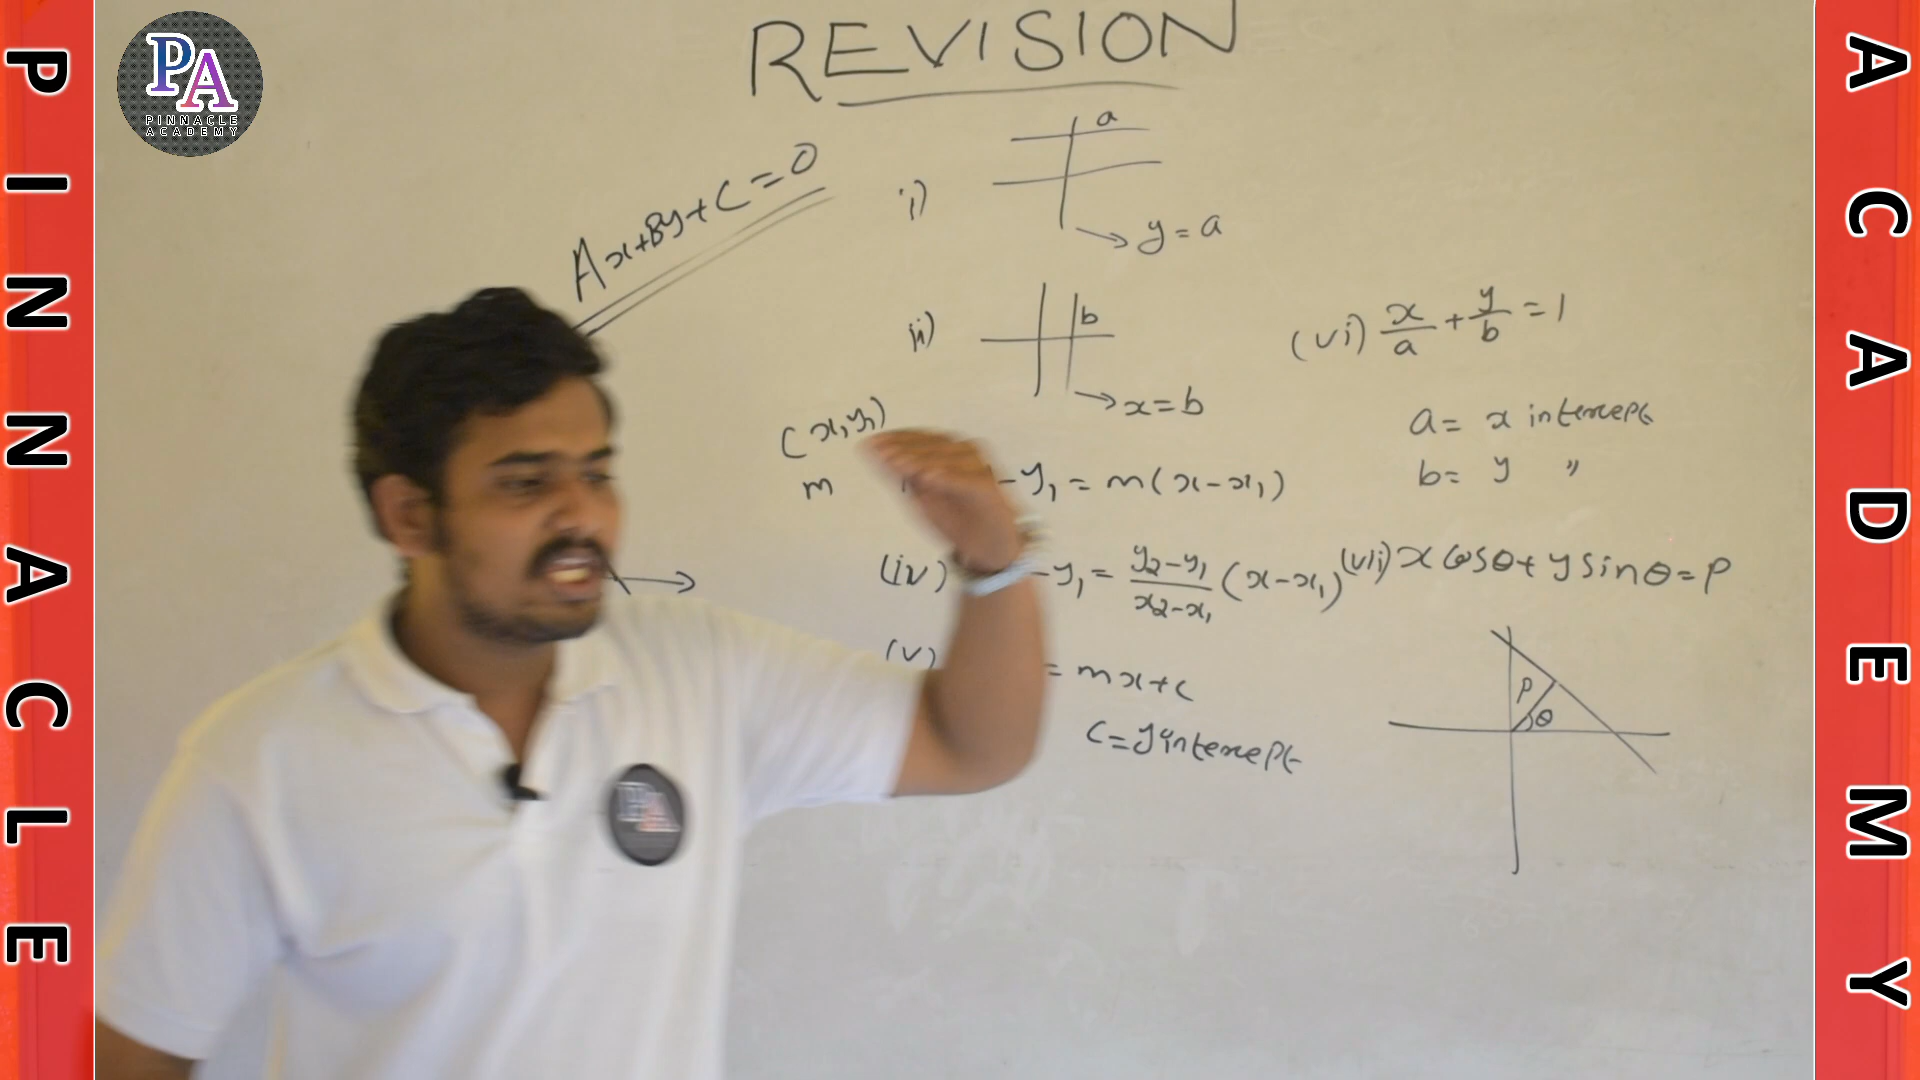 PINNACLE
ACADEMY
PA
PINNACLE
ACADEMY
REVISION
Ax+By+C=0
i)
a
y=a
ii)
b
x=b
(x,y₁)
m
-y₁=m(x-x₁)
(iv) -y₁= y₂-y₁/x₂-x₁ (x-x₁)
(v) = mx+c
c=y intercept
(vi) x/a + y/b = 1
a= x intercept
b= y "
(vii) x cosθ+ y sinθ=P
P
θ
PA